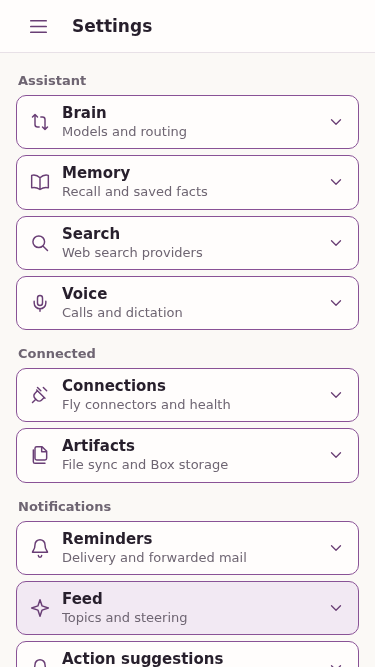 Settings
Assistant
Brain
Models and routing
Memory
Recall and saved facts
Search
Web search providers
Voice
Calls and dictation
Connected
Connections
Fly connectors and health
Artifacts
File sync and Box storage
Notifications
Reminders
Delivery and forwarded mail
Feed
Topics and steering
Action suggestions